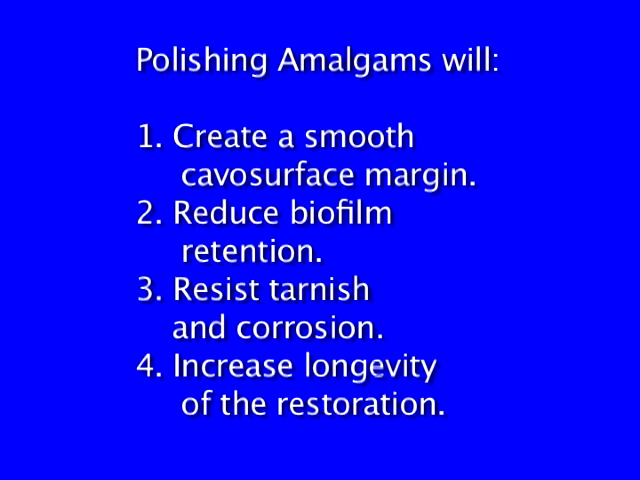 Polishing Amalgams will:
1. Create a smooth
cavosurface margin.
2. Reduce biofilm
retention.
3. Resist tarnish
and corrosion.
4. Increase longevity
of the restoration.